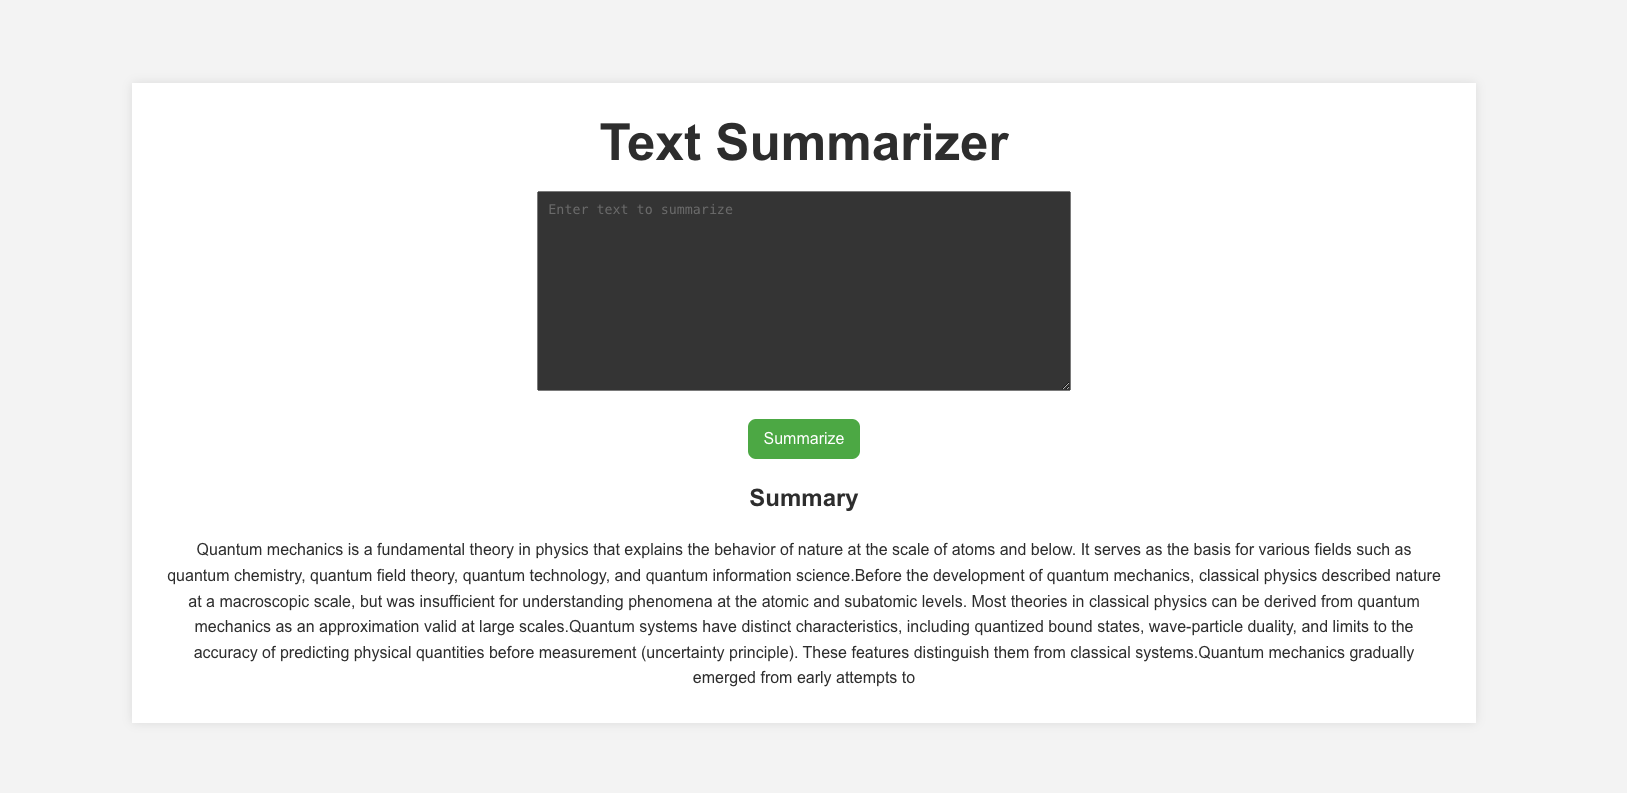 Text Summarizer
Enter text to summarize
Summarize
Summary
Quantum mechanics is a fundamental theory in physics that explains the behavior of nature at the scale of atoms and below. It serves as the basis for various fields such as
quantum chemistry, quantum field theory, quantum technology, and quantum information science.Before the development of quantum mechanics, classical physics described nature
at a macroscopic scale, but was insufficient for understanding phenomena at the atomic and subatomic levels. Most theories in classical physics can be derived from quantum
mechanics as an approximation valid at large scales.Quantum systems have distinct characteristics, including quantized bound states, wave-particle duality, and limits to the
accuracy of predicting physical quantities before measurement (uncertainty principle). These features distinguish them from classical systems.Quantum mechanics gradually
emerged from early attempts to